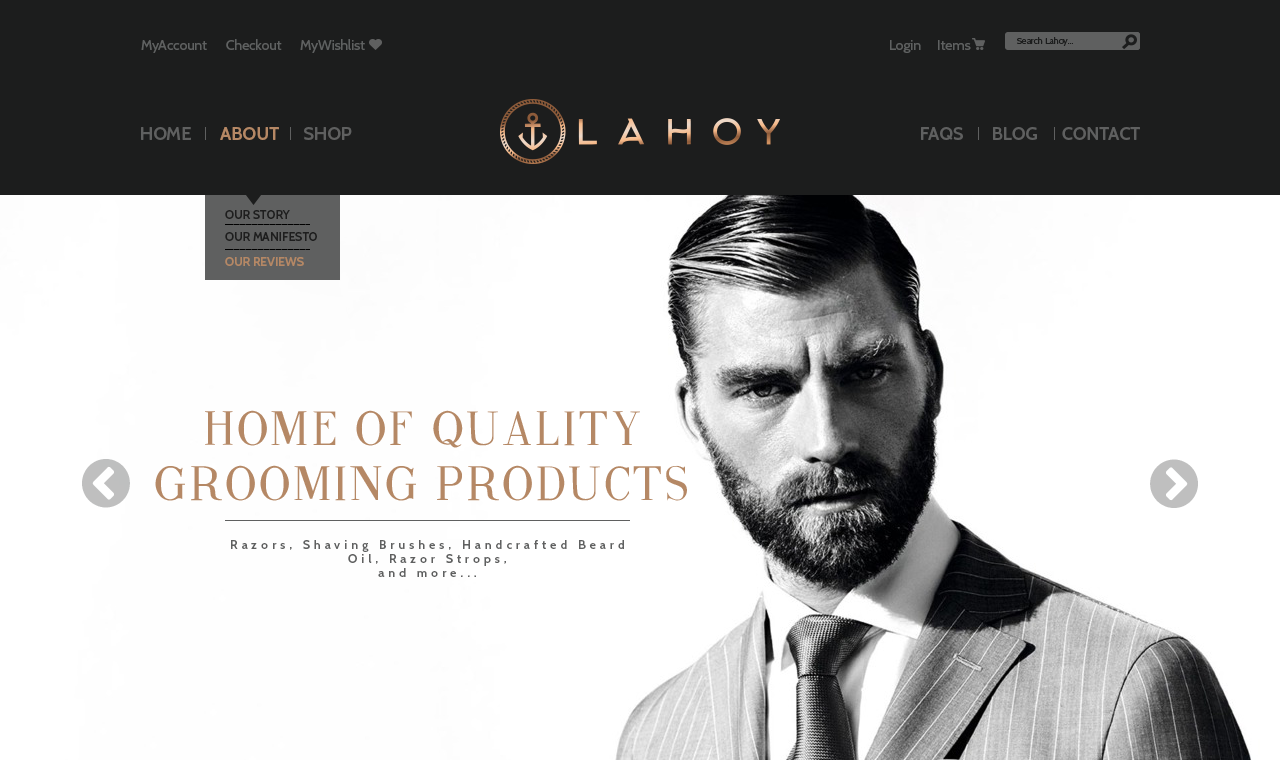 MyAccount Checkout MyWishlist Login Items Search Lahoy...
HOME ABOUT SHOP LAHOY FAQS BLOG CONTACT
OUR STORY
OUR MANIFESTO
OUR REVIEWS
HOME OF QUALITY
GROOMING PRODUCTS
Razors, Shaving Brushes, Handcrafted Beard
Oil, Razor Strops,
and more...